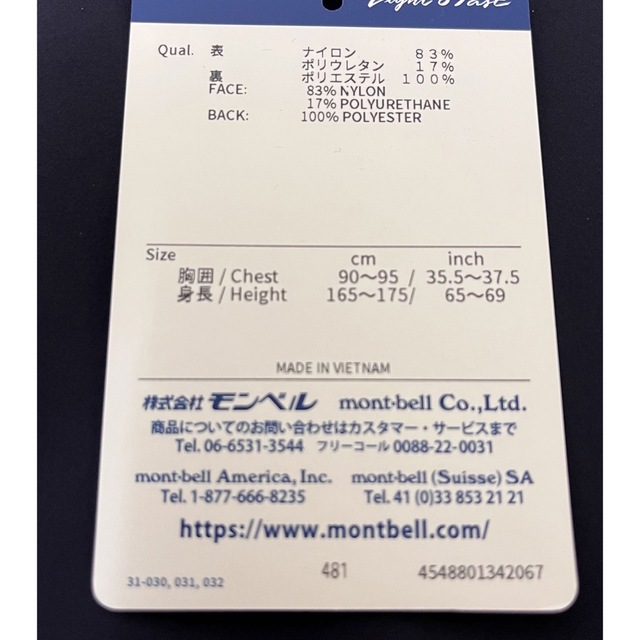 Light & Fast
Qual. 表 ナイロン 83%
ポリウレタン 17%
裏 ポリエステル 100%
FACE: 83% NYLON
17% POLYURETHANE
BACK: 100% POLYESTER
Size cm inch
胸囲 / Chest 90～95 / 35.5～37.5
身長 / Height 165～175/ 65～69
MADE IN VIETNAM
株式会社 モンベル mont-bell Co.,Ltd.
商品についてのお問い合わせはカスタマー・サービスまで
Tel. 06-6531-3544 フリーコール 0088-22-0031
mont-bell America, Inc. mont-bell (Suisse) SA
Tel. 1-877-666-8235 Tel. 41 (0)33 853 21 21
https://www.montbell.com/
31-030, 031, 032 481 4548801342067